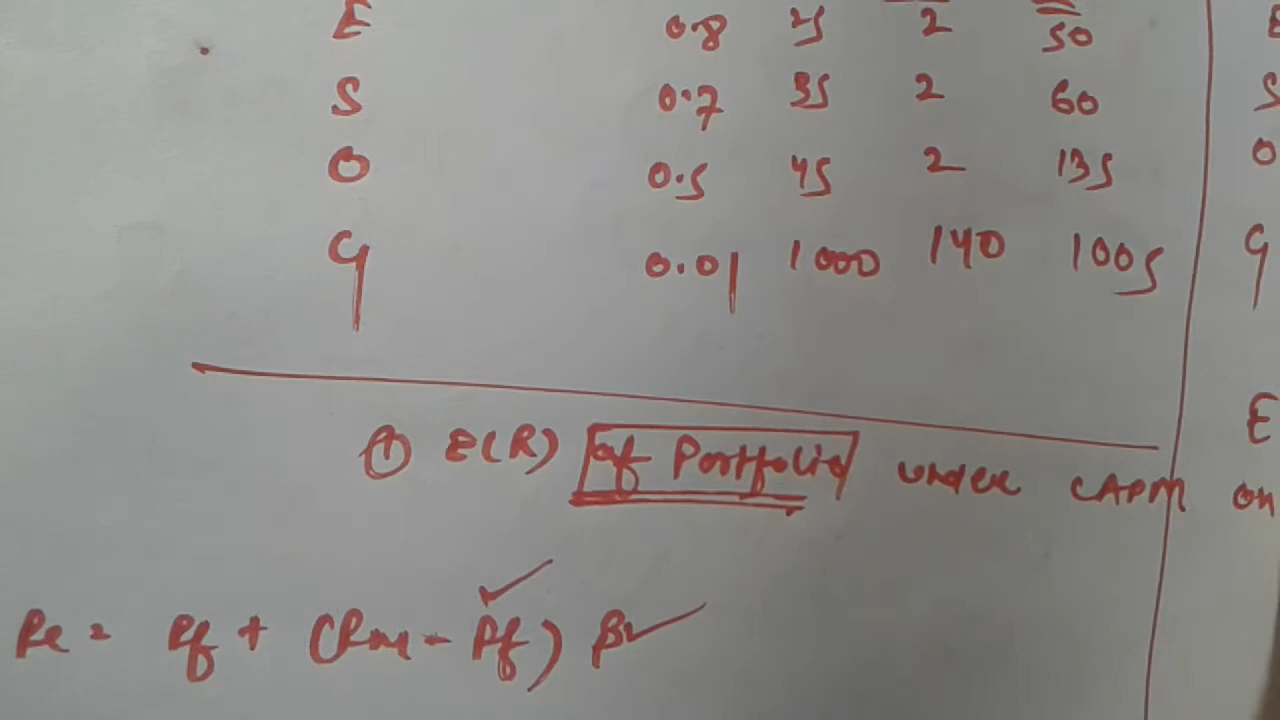 E 0.8 25 2 50
S 0.7 35 2 60
O 0.5 45 2 135
G 0.01 1000 140 1005
① E(R) of Portfolio under CAPM on
Re = Rf + (Rm - Rf) β
E
S
O
G
E